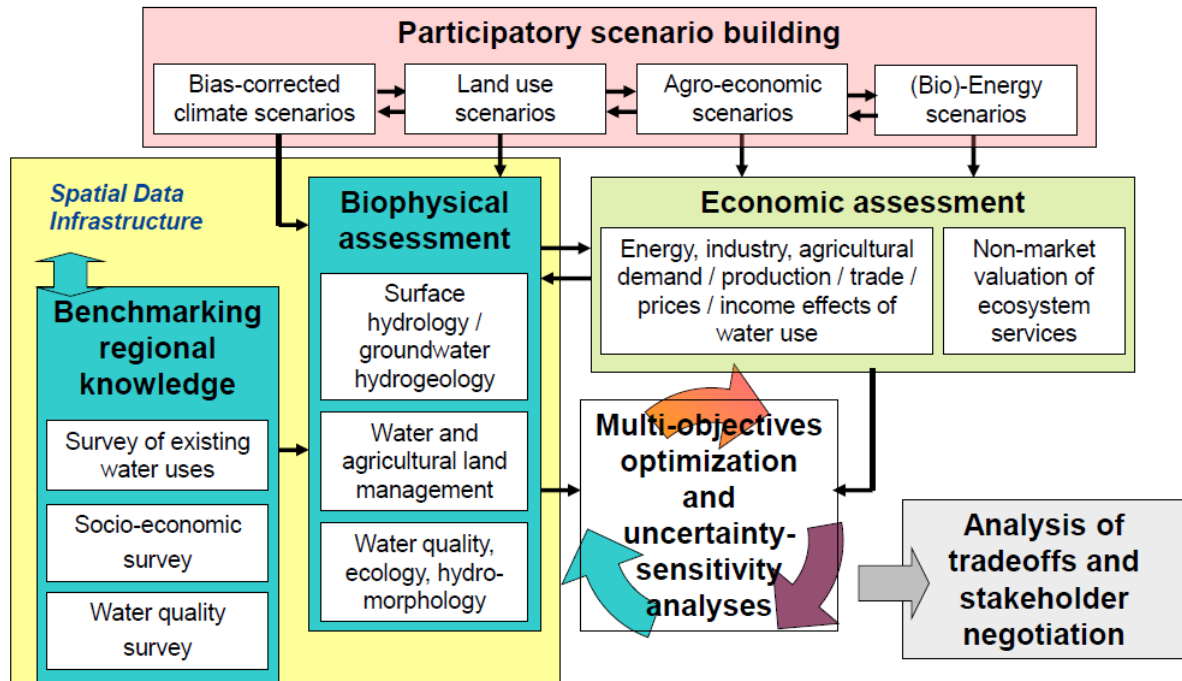 Participatory scenario building
Bias-corrected
climate scenarios
Land use
scenarios
Agro-economic
scenarios
(Bio)-Energy
scenarios
Spatial Data
Infrastructure
Benchmarking
regional
knowledge
Survey of existing
water uses
Socio-economic
survey
Water quality
survey
Biophysical
assessment
Surface
hydrology /
groundwater
hydrogeology
Water and
agricultural land
management
Water quality,
ecology, hydro-
morphology
Economic assessment
Energy, industry, agricultural
demand / production / trade /
prices / income effects of
water use
Non-market
valuation of
ecosystem
services
Multi-objectives
optimization
and
uncertainty-
sensitivity
analyses
Analysis of
tradeoffs and
stakeholder
negotiation